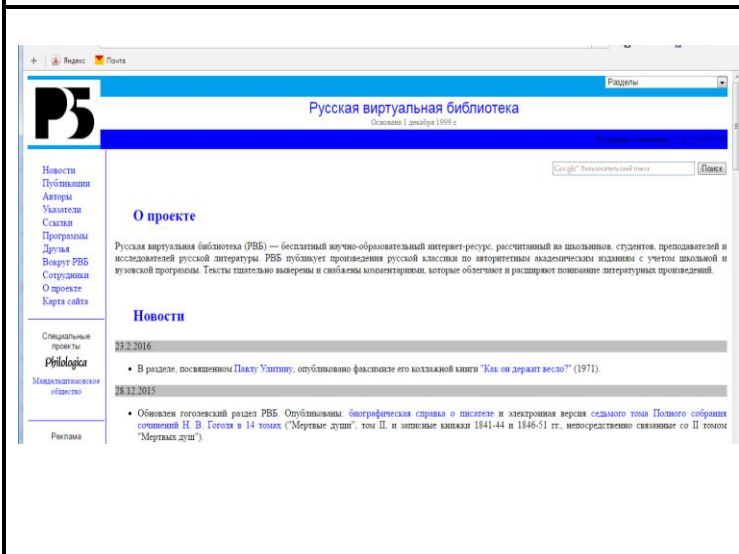 Яндекс Почта
Разделы
РВ
Русская виртуальная библиотека
Основана 1 декабря 1999 г.
Google™ Пользовательский поиск Поиск
Новости
Публикации
Авторы
Указатели
Ссылки
Программы
Друзья
Вокруг РВБ
Сотрудники
О проекте
Карта сайта
Специальные
проекты
Philologica
Мандельштамовское
общество
Реклама
О проекте
Русская виртуальная библиотека (РВБ) — бесплатный научно-образовательный интернет-ресурс, рассчитанный на школьников, студентов, преподавателей и
исследователей русской литературы. РВБ публикует произведения русской классики по авторитетным академическим изданиям с учетом школьной и
вузовской программы. Тексты тщательно выверены и снабжены комментариями, которые облегчают и расширяют понимание литературных произведений.
Новости
23.2.2016
В разделе, посвященном Павлу Улитину, опубликовано факсимиле его коллажной книги "Как он держит весло?" (1971).
28.12.2015
Обновлен гоголевский раздел РВБ. Опубликованы: биографическая справка о писателе и электронная версия седьмого тома Полного собрания
сочинений Н. В. Гоголя в 14 томах ("Мертвые души", том II, и записные книжки 1841-44 и 1846-51 гг., непосредственно связанные со II томом
"Мертвых душ").